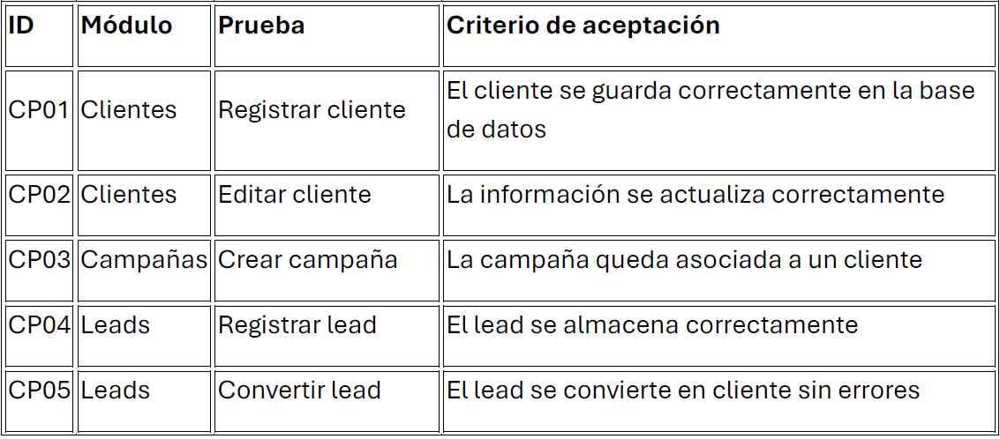 ID Módulo Prueba Criterio de aceptación
CP01 Clientes Registrar cliente El cliente se guarda correctamente en la base
de datos
CP02 Clientes Editar cliente La información se actualiza correctamente
CP03 Campañas Crear campaña La campaña queda asociada a un cliente
CP04 Leads Registrar lead El lead se almacena correctamente
CP05 Leads Convertir lead El lead se convierte en cliente sin errores